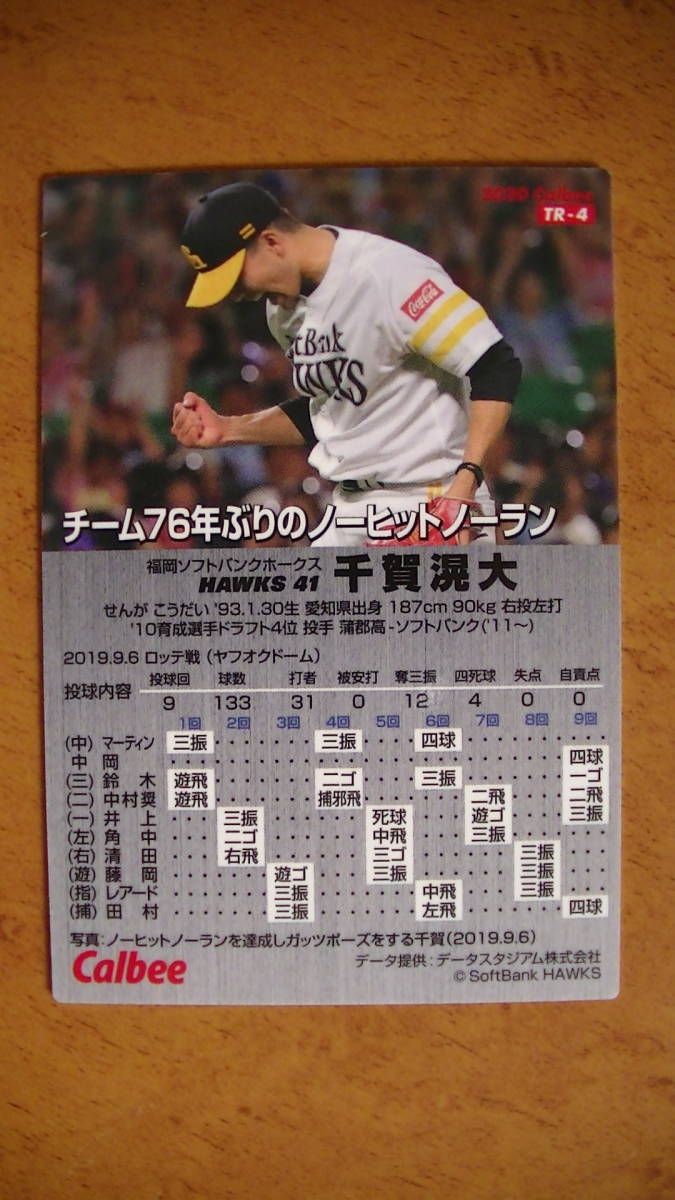 2020 Calbee
TR-4
Coca-Cola
チーム76年ぶりのノーヒットノーラン
福岡ソフトバンクホークス
HAWKS 41 千賀滉大
せんが こうだい '93.1.30生 愛知県出身 187cm 90kg 右投左打
'10育成選手ドラフト4位 投手 蒲郡高-ソフトバンク('11~)
2019.9.6 ロッテ戦 (ヤフオクドーム)
投球内容 投球回 球数 打者 被安打 奪三振 四死球 失点 自責点
9 133 31 0 12 4 0 0
1回 2回 3回 4回 5回 6回 7回 8回 9回
(中) マーティン 三振 三振 四球
中 岡 四球
(三) 鈴木 遊飛 二ゴ 三振 一ゴ
(二) 中村奨 遊飛 捕邪飛 二飛 二飛
(一) 井上 三振 死球 遊ゴ 三振
(左) 角中 二ゴ 中飛 三振
(右) 清田 右飛 三ゴ 三振
(遊) 藤岡 遊ゴ 三振 三振
(指) レアード 三振 中飛 三振
(捕) 田村 三振 左飛 四球
写真:ノーヒットノーランを達成しガッツポーズをする千賀(2019.9.6)
Calbee
データ提供:データスタジアム株式会社
© SoftBank HAWKS